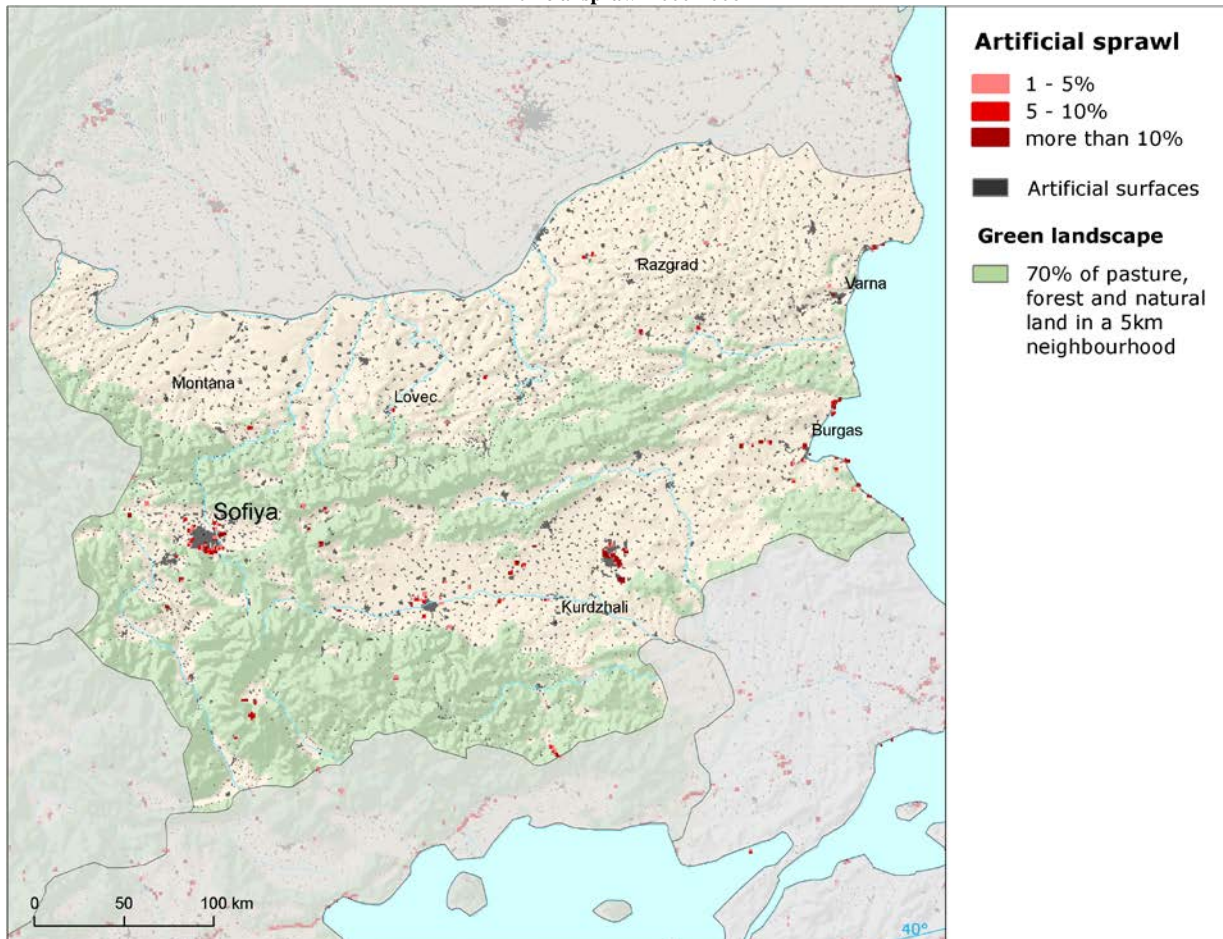 Artificial sprawl
1 - 5%
5 - 10%
more than 10%
Artificial surfaces
Green landscape
70% of pasture,
forest and natural
land in a 5km
neighbourhood
Razgrad
Varna
Montana
Lovec
Burgas
Sofiya
Kurdzhali
0 50 100 km
40°